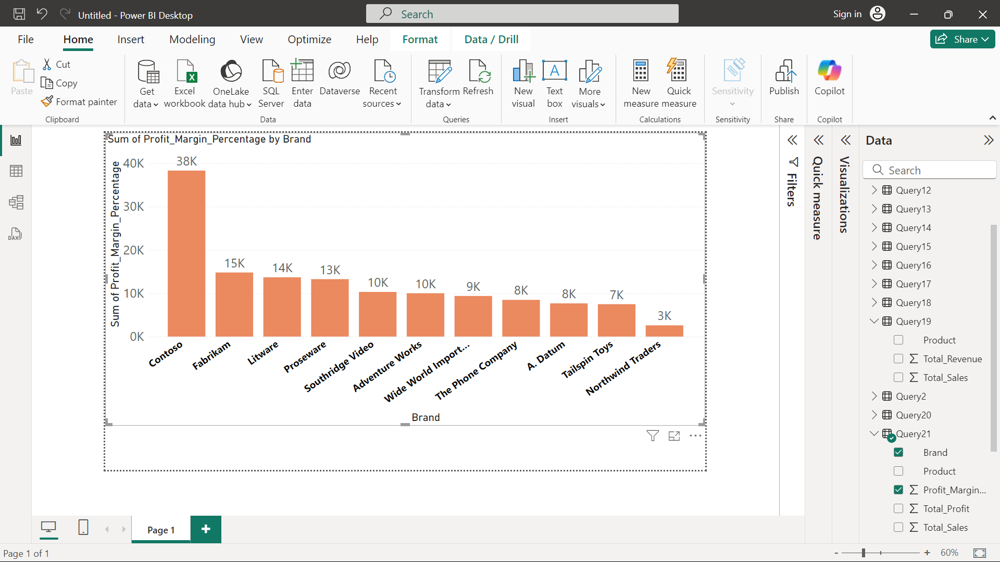 Untitled - Power BI Desktop
Search
Sign in
File
Home
Insert
Modeling
View
Optimize
Help
Format
Data / Drill
Share
Paste
Cut
Copy
Format painter
Clipboard
Get data
Excel workbook
OneLake data hub
SQL Server
Enter data
Dataverse
Recent sources
Data
Transform data
Refresh
Queries
New visual
Text box
More visuals
Insert
New measure
Quick measure
Calculations
Sensitivity
Sensitivity
Publish
Share
Copilot
Copilot
DAX
Sum of Profit_Margin_Percentage by Brand
Sum of Profit_Margin_Percentage
40K
30K
20K
10K
0K
38K
15K
14K
13K
10K
10K
9K
8K
8K
7K
3K
Contoso
Fabrikam
Litware
Proseware
Southridge Video
Adventure Works
Wide World Import...
The Phone Company
A. Datum
Tailspin Toys
Northwind Traders
Brand
Filters
Quick measure
Visualizations
Data
Search
Query12
Query13
Query14
Query15
Query16
Query17
Query18
Query19
Product
Total_Revenue
Total_Sales
Query2
Query20
Query21
Brand
Product
Profit_Margin...
Total_Profit
Total_Sales
Page 1
Page 1 of 1
- + 60%